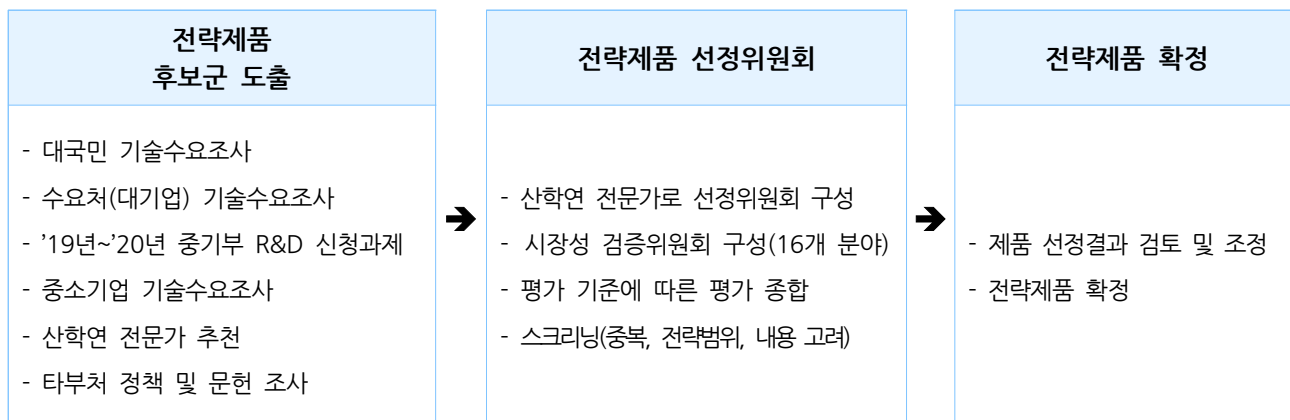 전략제품
후보군 도출
- 대국민 기술수요조사
- 수요처(대기업) 기술수요조사
- ’19년~’20년 중기부 R&D 신청과제
- 중소기업 기술수요조사
- 산학연 전문가 추천
- 타부처 정책 및 문헌 조사
전략제품 선정위원회
- 산학연 전문가로 선정위원회 구성
- 시장성 검증위원회 구성(16개 분야)
- 평가 기준에 따른 평가 종합
- 스크리닝(중복, 전략범위, 내용 고려)
전략제품 확정
- 제품 선정결과 검토 및 조정
- 전략제품 확정